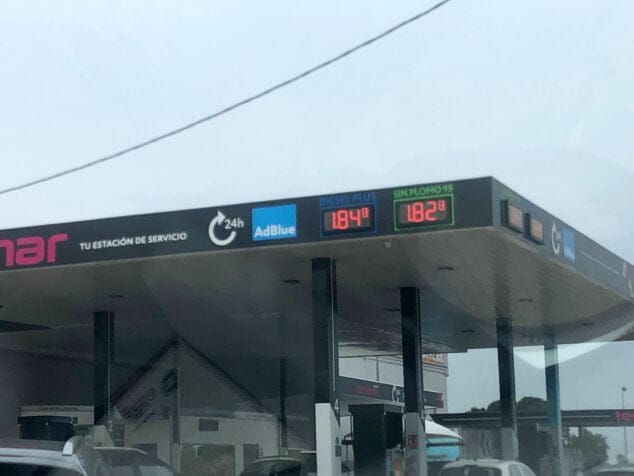 nar
TU ESTACIÓN DE SERVICIO
24h
AdBlue
DIESEL PLUS
1.848
SIN PLOMO 95
1.828